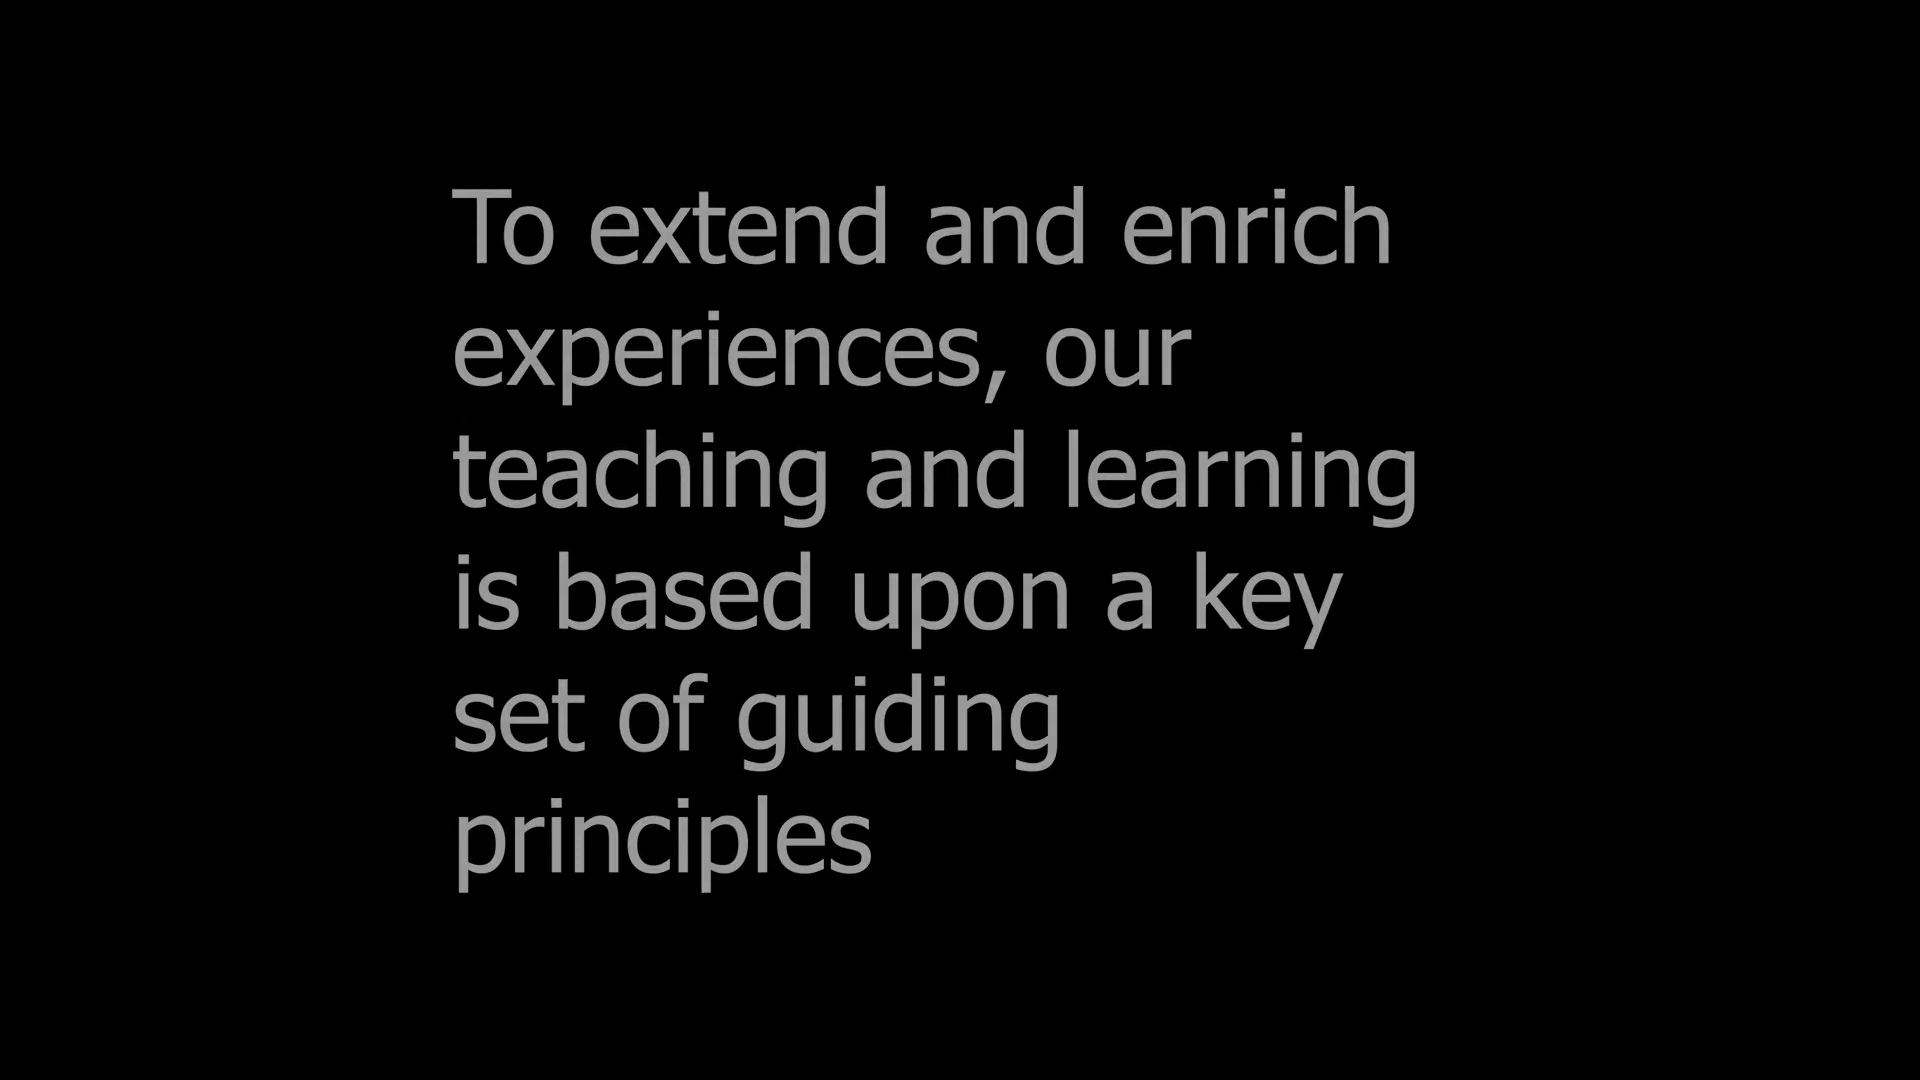 To extend and enrich
experiences, our
teaching and learning
is based upon a key
set of guiding
principles